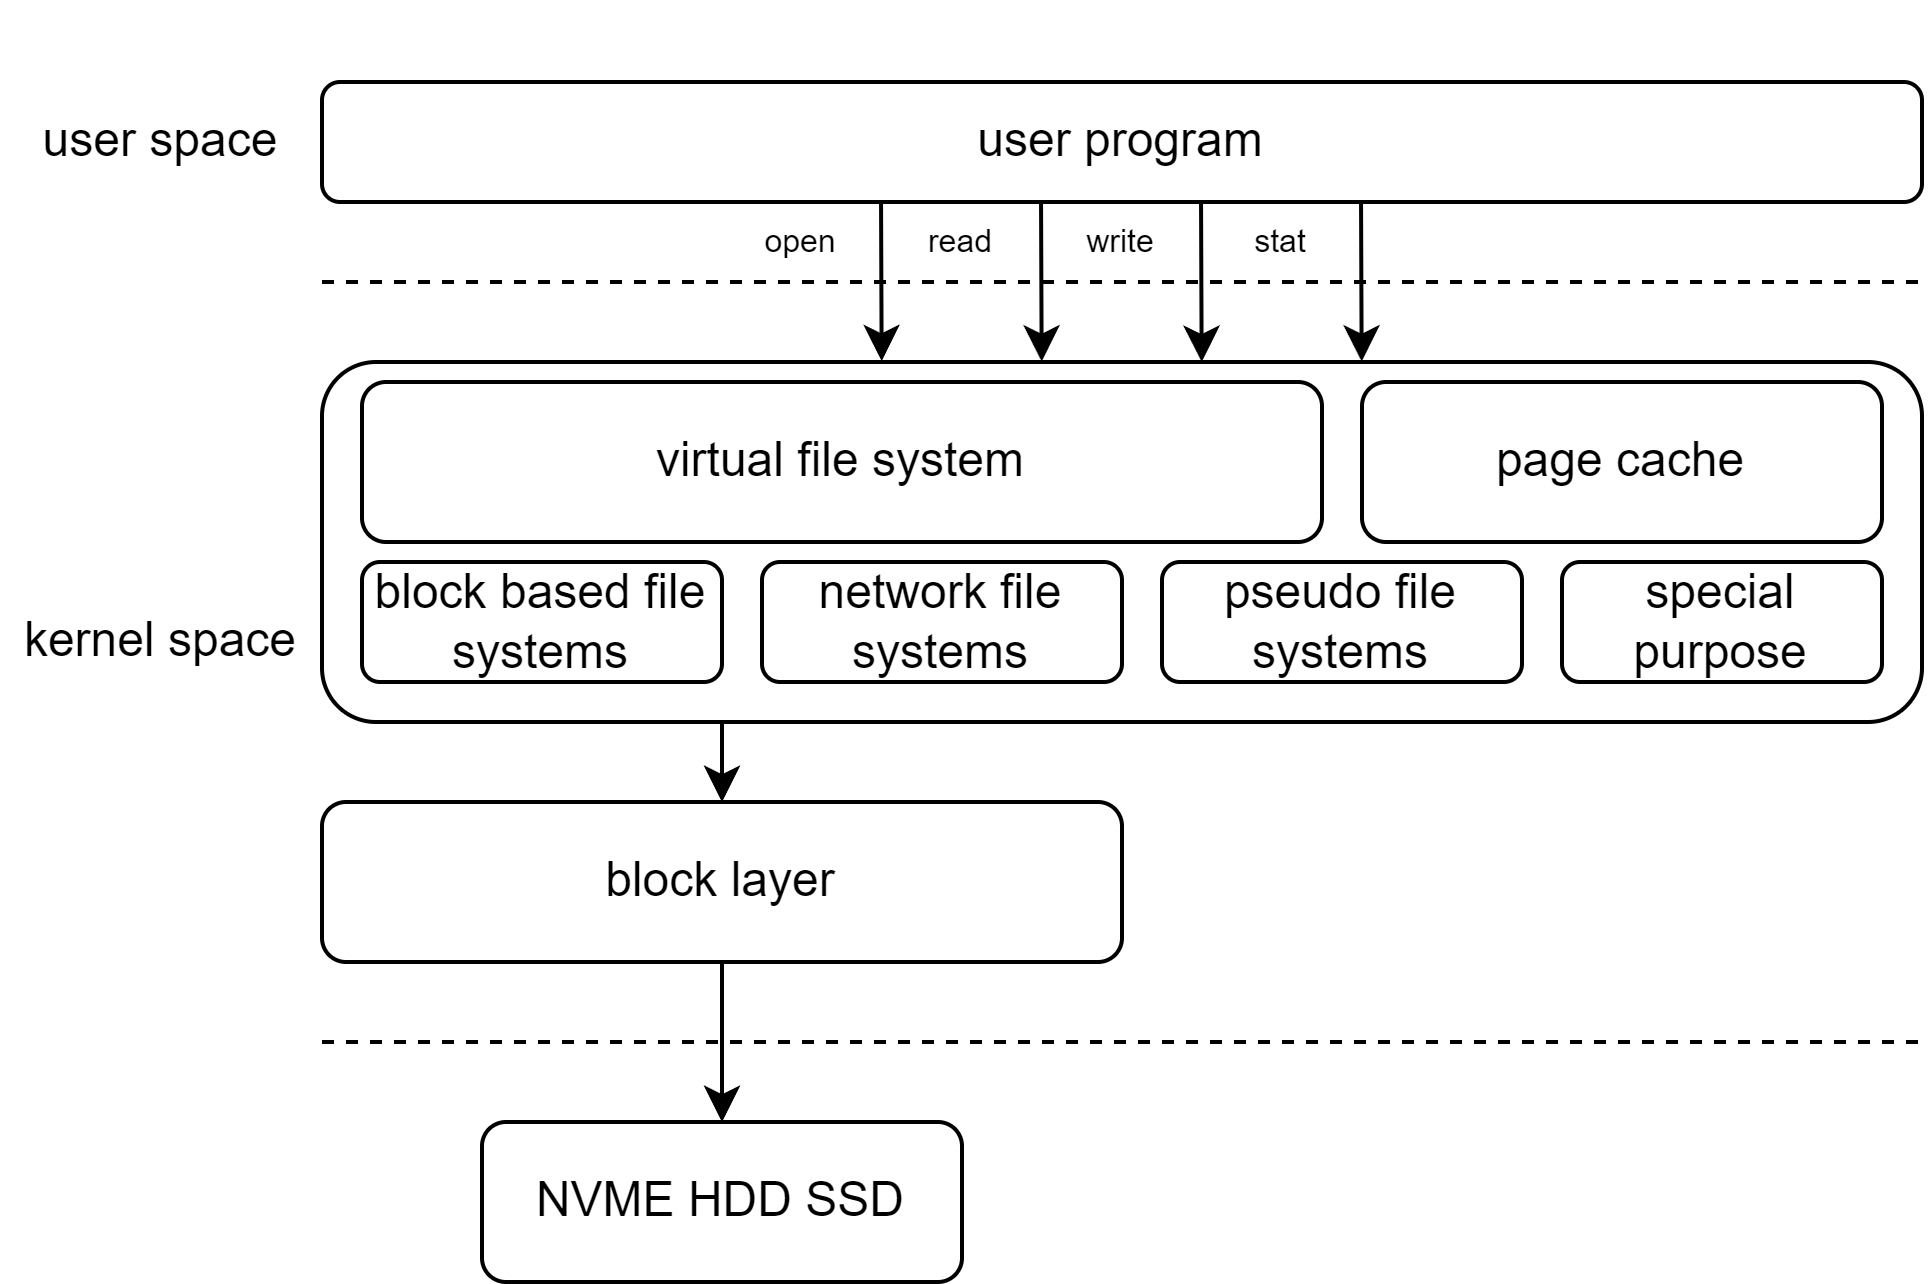 user space
user program
open
read
write
stat
virtual file system
page cache
kernel space
block based file
systems
network file
systems
pseudo file
systems
special
purpose
block layer
NVME HDD SSD